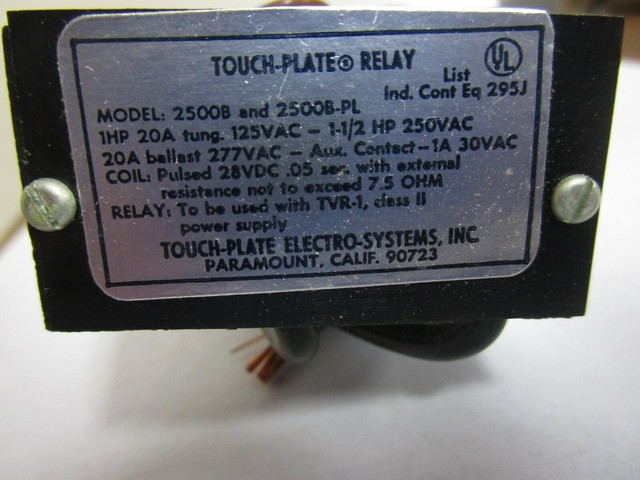 TOUCH-PLATE® RELAY
UL
List
Ind. Cont Eq 295J
MODEL: 2500B and 2500B-PL
1HP 20A tung. 125VAC – 1-1/2 HP 250VAC
20A ballast 277VAC – Aux. Contact–1A 30VAC
COIL: Pulsed 28VDC .05 sec. with external
resistance not to exceed 7.5 OHM
RELAY: To be used with TVR-1, class II
power supply
TOUCH-PLATE ELECTRO-SYSTEMS, INC.
PARAMOUNT, CALIF. 90723